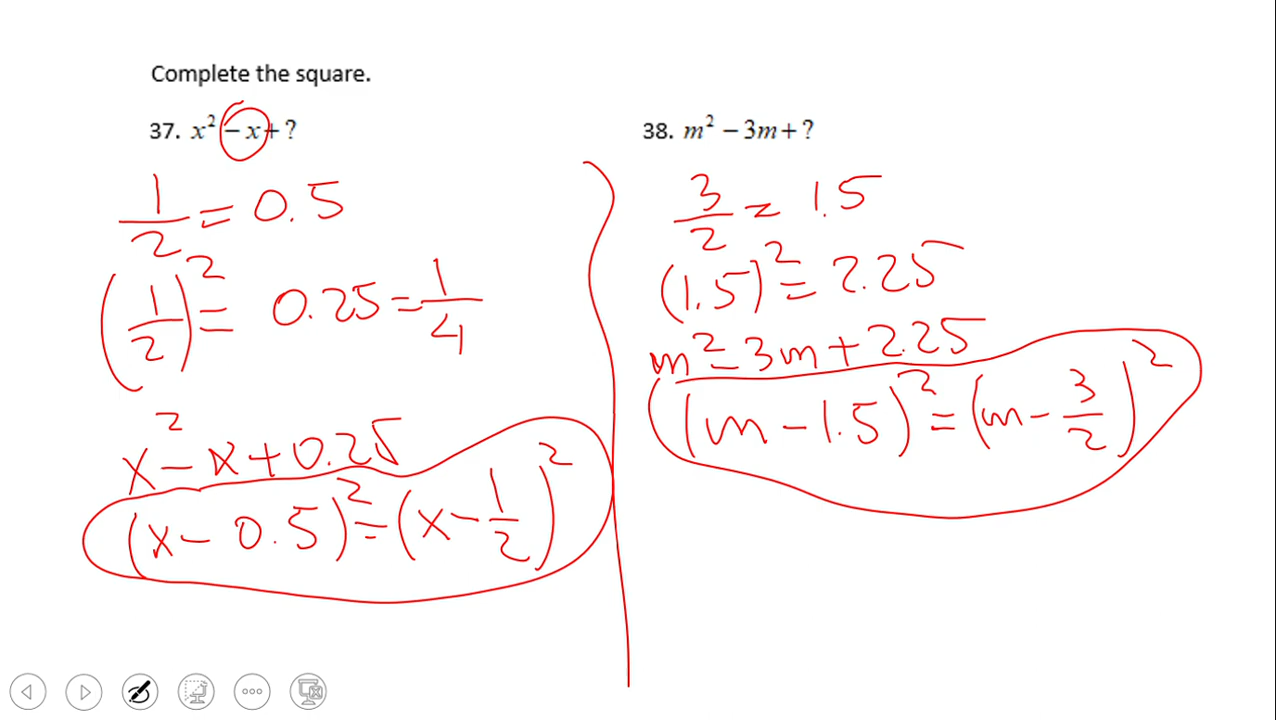 Complete the square.
37. x² − x + ?
1/2 = 0.5
(1/2)² = 0.25 = 1/4
x² − x + 0.25
(x − 0.5)² = (x − 1/2)²
38. m² − 3m + ?
3/2 = 1.5
(1.5)² = 2.25
m² − 3m + 2.25
(m − 1.5)² = (m − 3/2)²